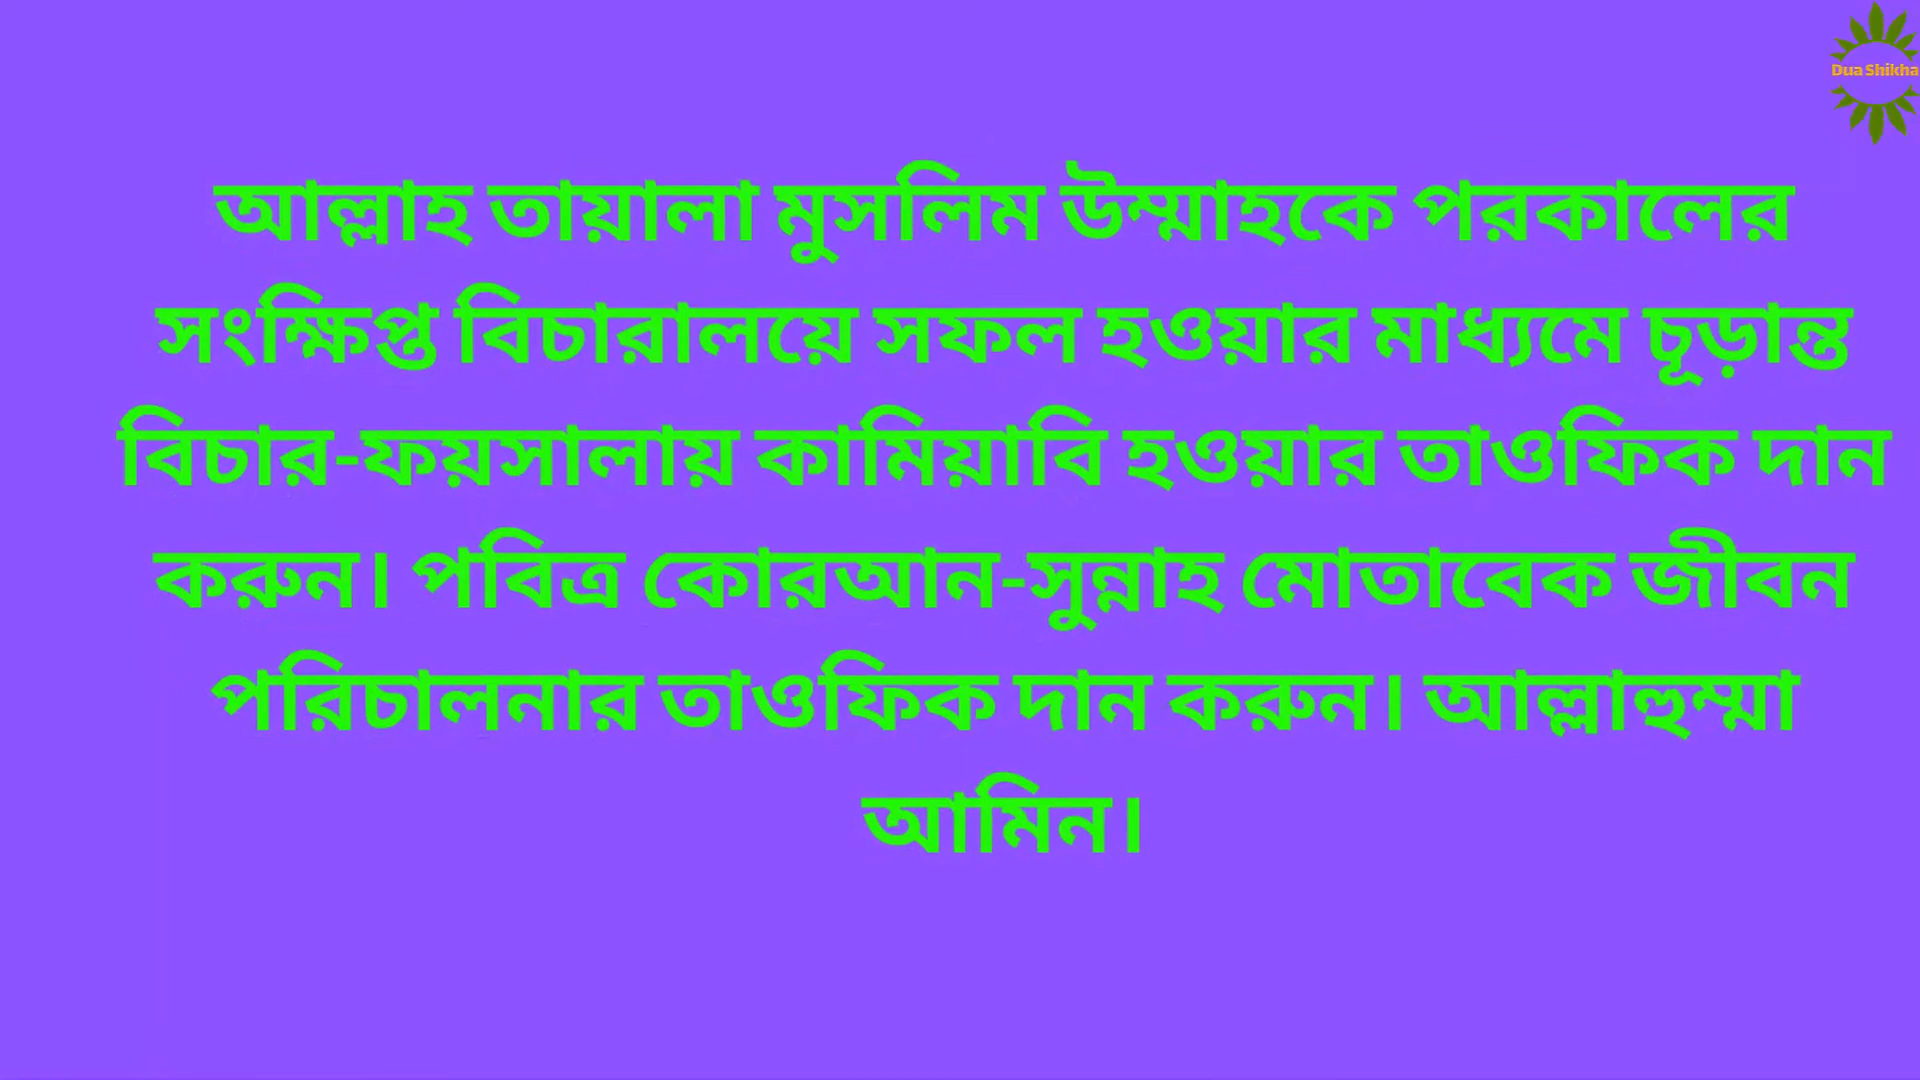 Dua Shikha
আল্লাহ তায়ালা মুসলিম উম্মাহকে পরকালের
সংক্ষিপ্ত বিচারালয়ে সফল হওয়ার মাধ্যমে চূড়ান্ত
বিচার-ফয়সালায় কামিয়াবি হওয়ার তাওফিক দান
করুন। পবিত্র কোরআন-সুন্নাহ মোতাবেক জীবন
পরিচালনার তাওফিক দান করুন। আল্লাহুম্মা
আমিন।